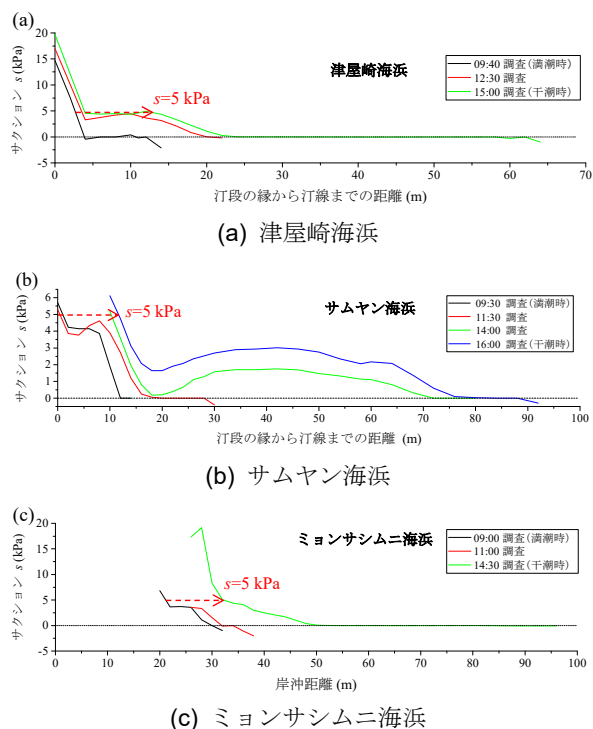 (a)
津屋崎海浜
09:40 調査(満潮時)
12:30 調査
15:00 調査(干潮時)
s=5 kPa
サクション s (kPa)
20
15
10
5
0
-5
0 10 20 30 40 50 60 70
汀段の縁から汀線までの距離 (m)
(a) 津屋崎海浜
(b)
サムヤン海浜
09:30 調査(満潮時)
11:30 調査
14:00 調査
16:00 調査(干潮時)
s=5 kPa
サクション s (kPa)
6
5
4
3
2
1
0
0 10 20 30 40 50 60 70 80 90 100
汀段の縁から汀線までの距離 (m)
(b) サムヤン海浜
(c)
ミョンサシムニ海浜
09:00 調査(満潮時)
11:00 調査
14:30 調査(干潮時)
s=5 kPa
サクション s (kPa)
20
15
10
5
0
-5
0 10 20 30 40 50 60 70 80 90 100
岸沖距離 (m)
(c) ミョンサシムニ海浜